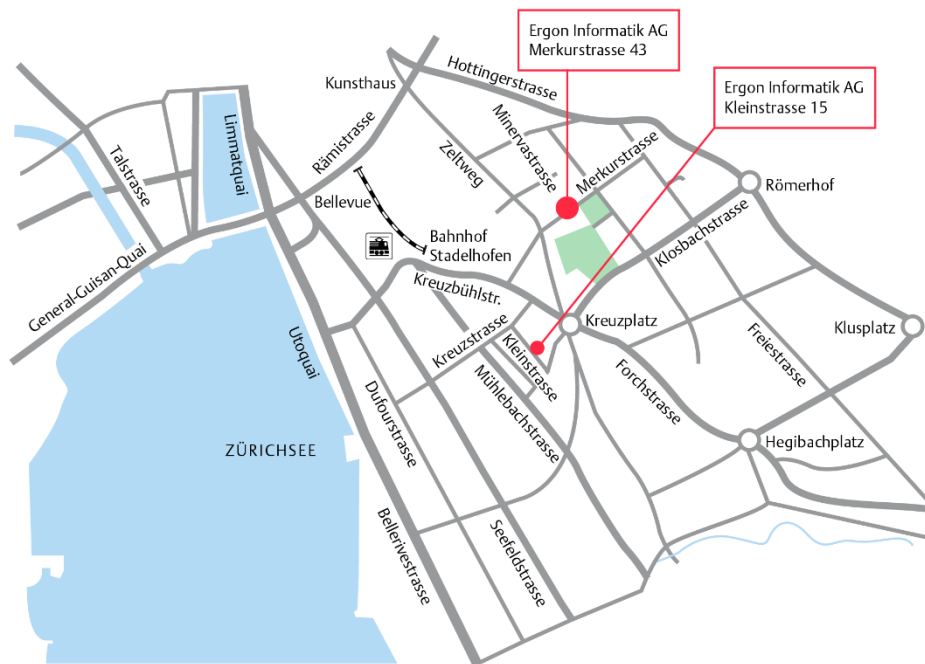 Ergon Informatik AG
Merkurstrasse 43
Ergon Informatik AG
Kleinstrasse 15
Hottingerstrasse
Kunsthaus
Minervastrasse
Limmatquai
Rämistrasse
Zeltweg
Merkurstrasse
Talstrasse
Römerhof
Bellevue
Bahnhof
Stadelhofen
Klosbachstrasse
General-Guisan-Quai
Kreuzbühlstr.
Kreuzplatz
Klusplatz
Utoquai
Kreuzstrasse
Kleinstrasse
Freiestrasse
Dufourstrasse
Mühlebachstrasse
Forchstrasse
ZÜRICHSEE
Hegibachplatz
Bellerivestrasse
Seefeldstrasse